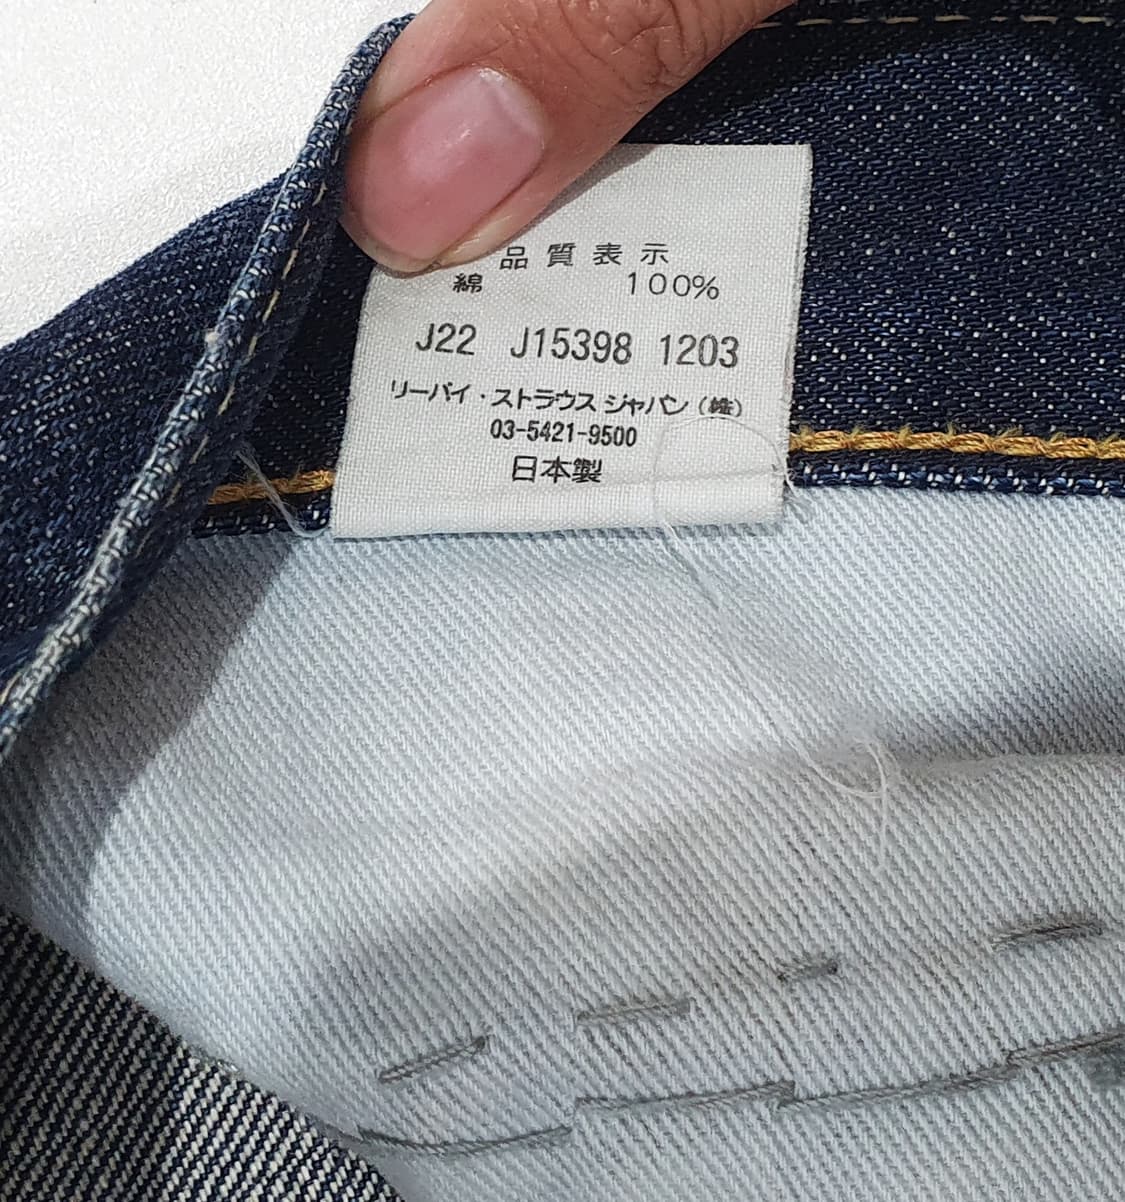 品質表示
綿 100%
J22 J15398 1203
リーバイ・ストラウス ジャパン(株)
03-5421-9500
日本製